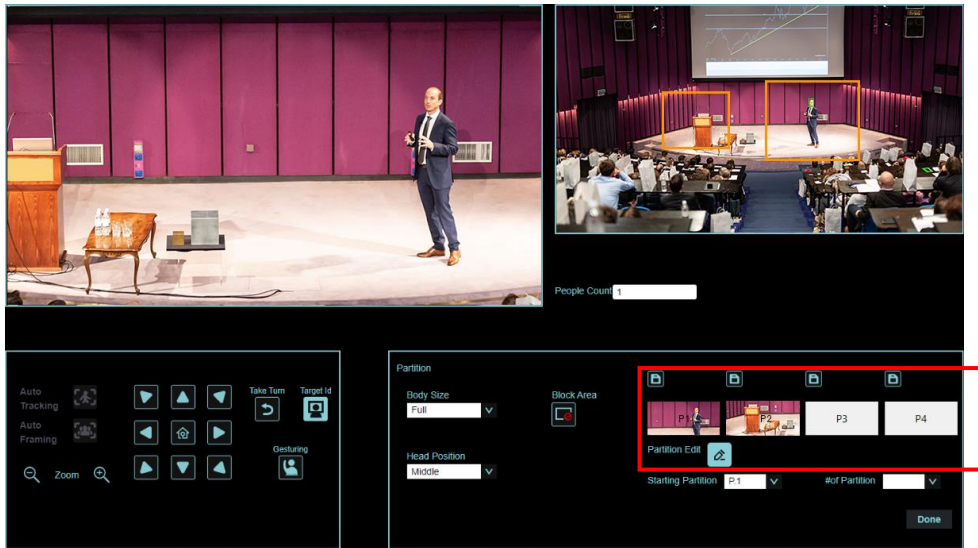 People Count 1
Auto Tracking
Auto Framing
Zoom
Take Turn
Target Id
Gesturing
Partition
Body Size
Full
Head Position
Middle
Block Area
P1
P2
P3
P4
Partition Edit
Starting Partition P.1
#of Partition
Done